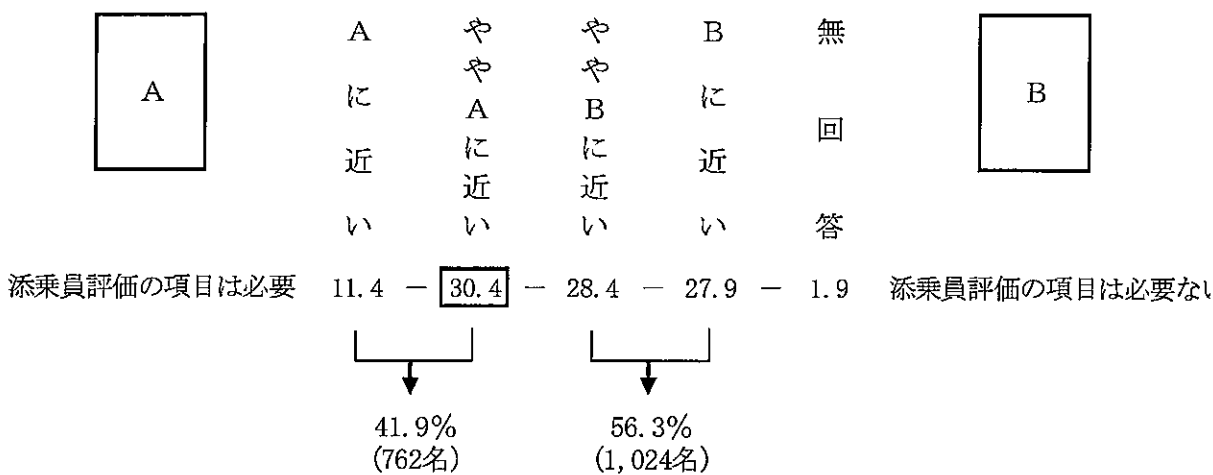 A
Aに近い
ややAに近い
ややBに近い
Bに近い
無回答
B
添乗員評価の項目は必要 11.4 － 30.4 － 28.4 － 27.9 － 1.9 添乗員評価の項目は必要ない
41.9% 56.3%
(762名) (1,024名)